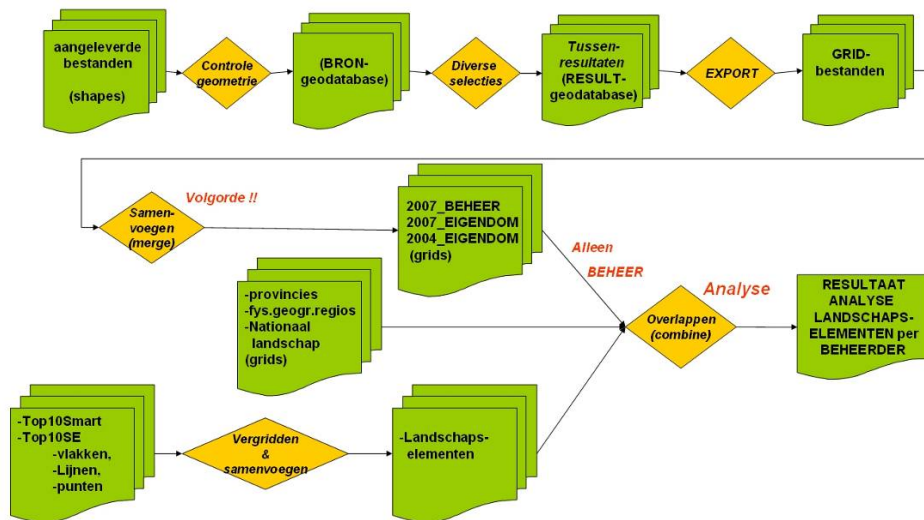 aangeleverde
bestanden
(shapes)
Controle
geometrie
(BRON-
geodatabase)
Diverse
selecties
Tussen-
resultaten
(RESULT-
geodatabase)
EXPORT
GRID-
bestanden
Samen-
voegen
(merge)
Volgorde !!
2007_BEHEER
2007_EIGENDOM
2004_EIGENDOM
(grids)
Alleen
BEHEER
-provincies
-fys.geogr.regios
-Nationaal
landschap
(grids)
Overlappen
(combine)
Analyse
RESULTAAT
ANALYSE
LANDSCHAPS-
ELEMENTEN per
BEHEERDER
-Top10Smart
-Top10SE
-vlakken,
-Lijnen,
-punten
Vergridden
&
samenvoegen
-Landschaps-
elementen